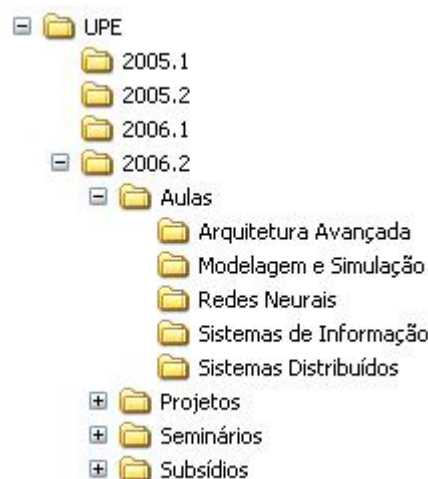 UPE
2005.1
2005.2
2006.1
2006.2
Aulas
Arquitetura Avançada
Modelagem e Simulação
Redes Neurais
Sistemas de Informação
Sistemas Distribuídos
Projetos
Seminários
Subsídios